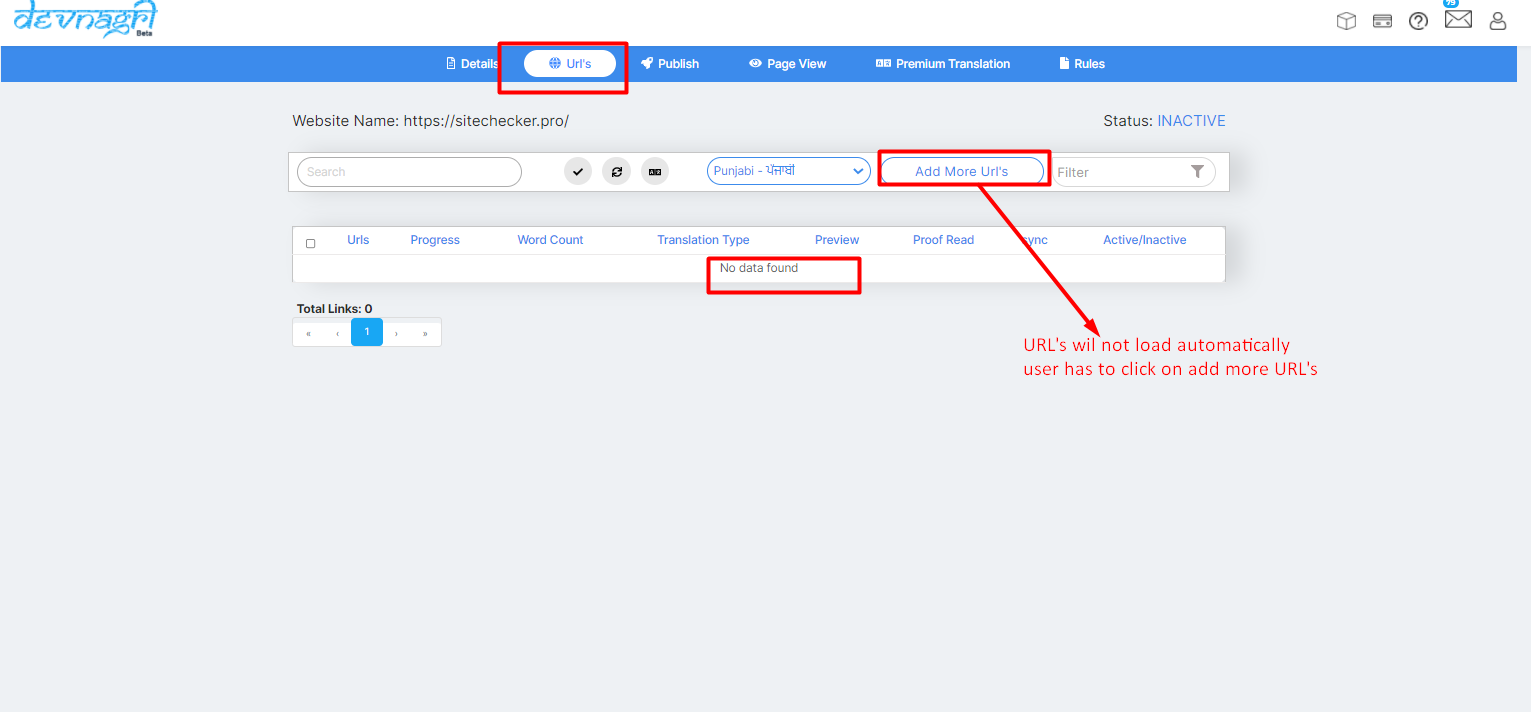 devnagri
Beta
79
Details Url's Publish Page View Premium Translation Rules
Website Name: https://sitechecker.pro/ Status: INACTIVE
Search Punjabi - ਪੰਜਾਬੀ Add More Url's Filter
Urls Progress Word Count Translation Type Preview Proof Read Active/Inactive
No data found
Total Links: 0
« ‹ 1 › »
URL's wil not load automatically
user has to click on add more URL's